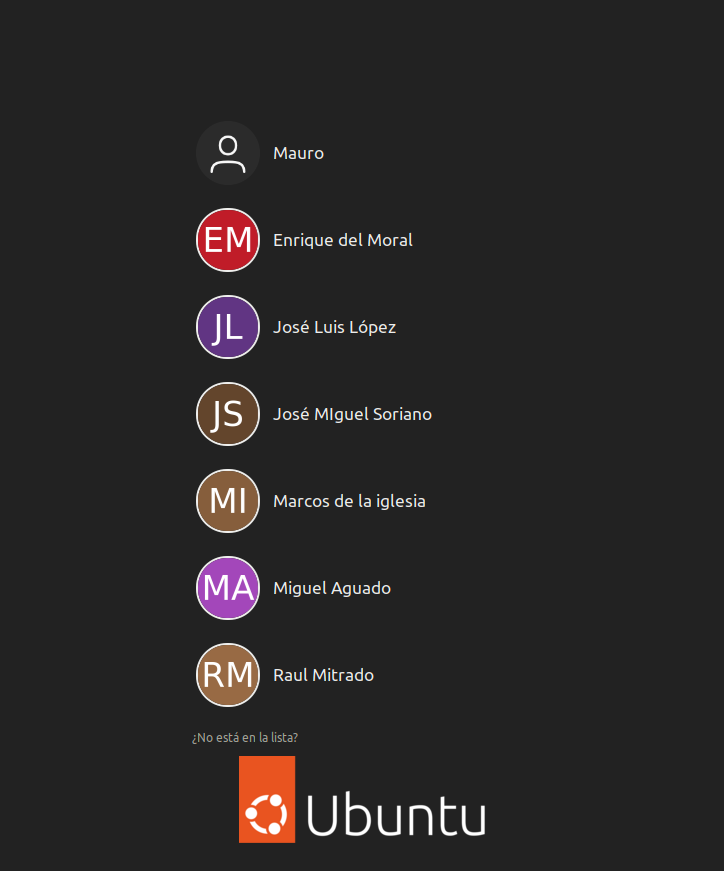 Mauro
EM
Enrique del Moral
JL
José Luis López
JS
José MIguel Soriano
MI
Marcos de la iglesia
MA
Miguel Aguado
RM
Raul Mitrado
¿No está en la lista?
Ubuntu